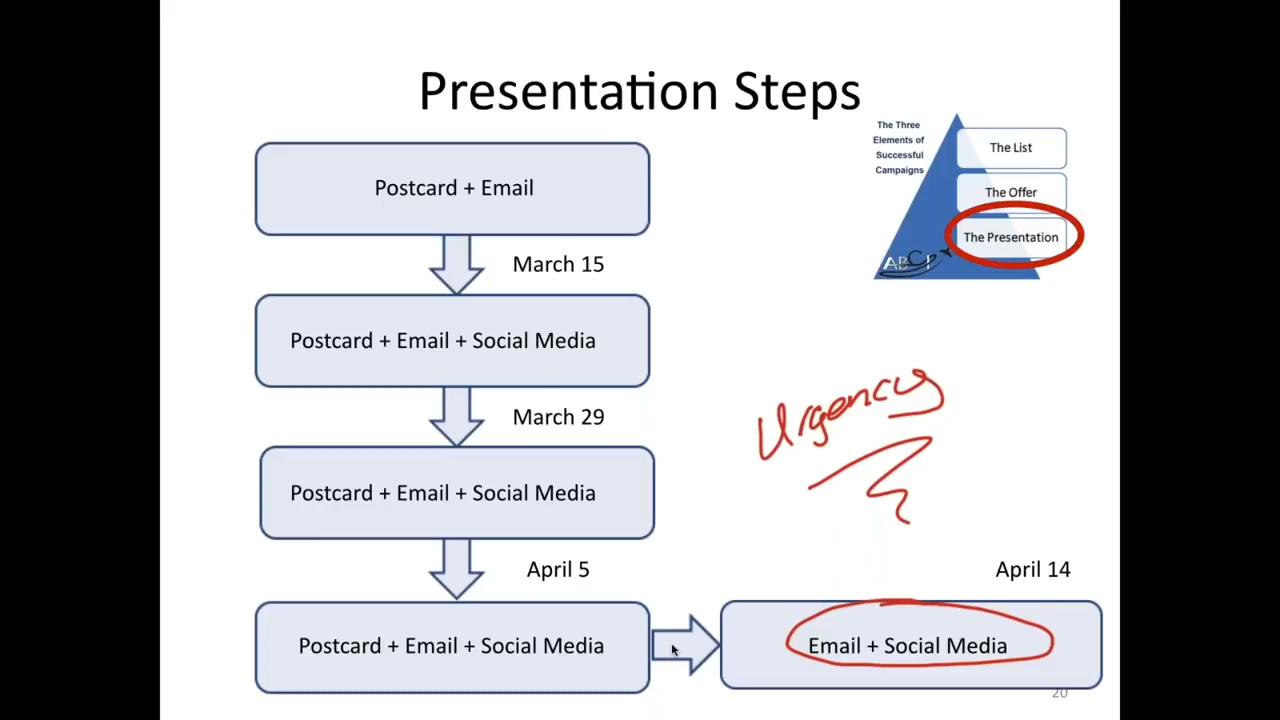 Presentation Steps
The Three
Elements of
Successful
Campaigns
The List
The Offer
The Presentation
ABC
Postcard + Email
March 15
Postcard + Email + Social Media
March 29
Urgency
Postcard + Email + Social Media
April 5
April 14
Postcard + Email + Social Media
Email + Social Media
20